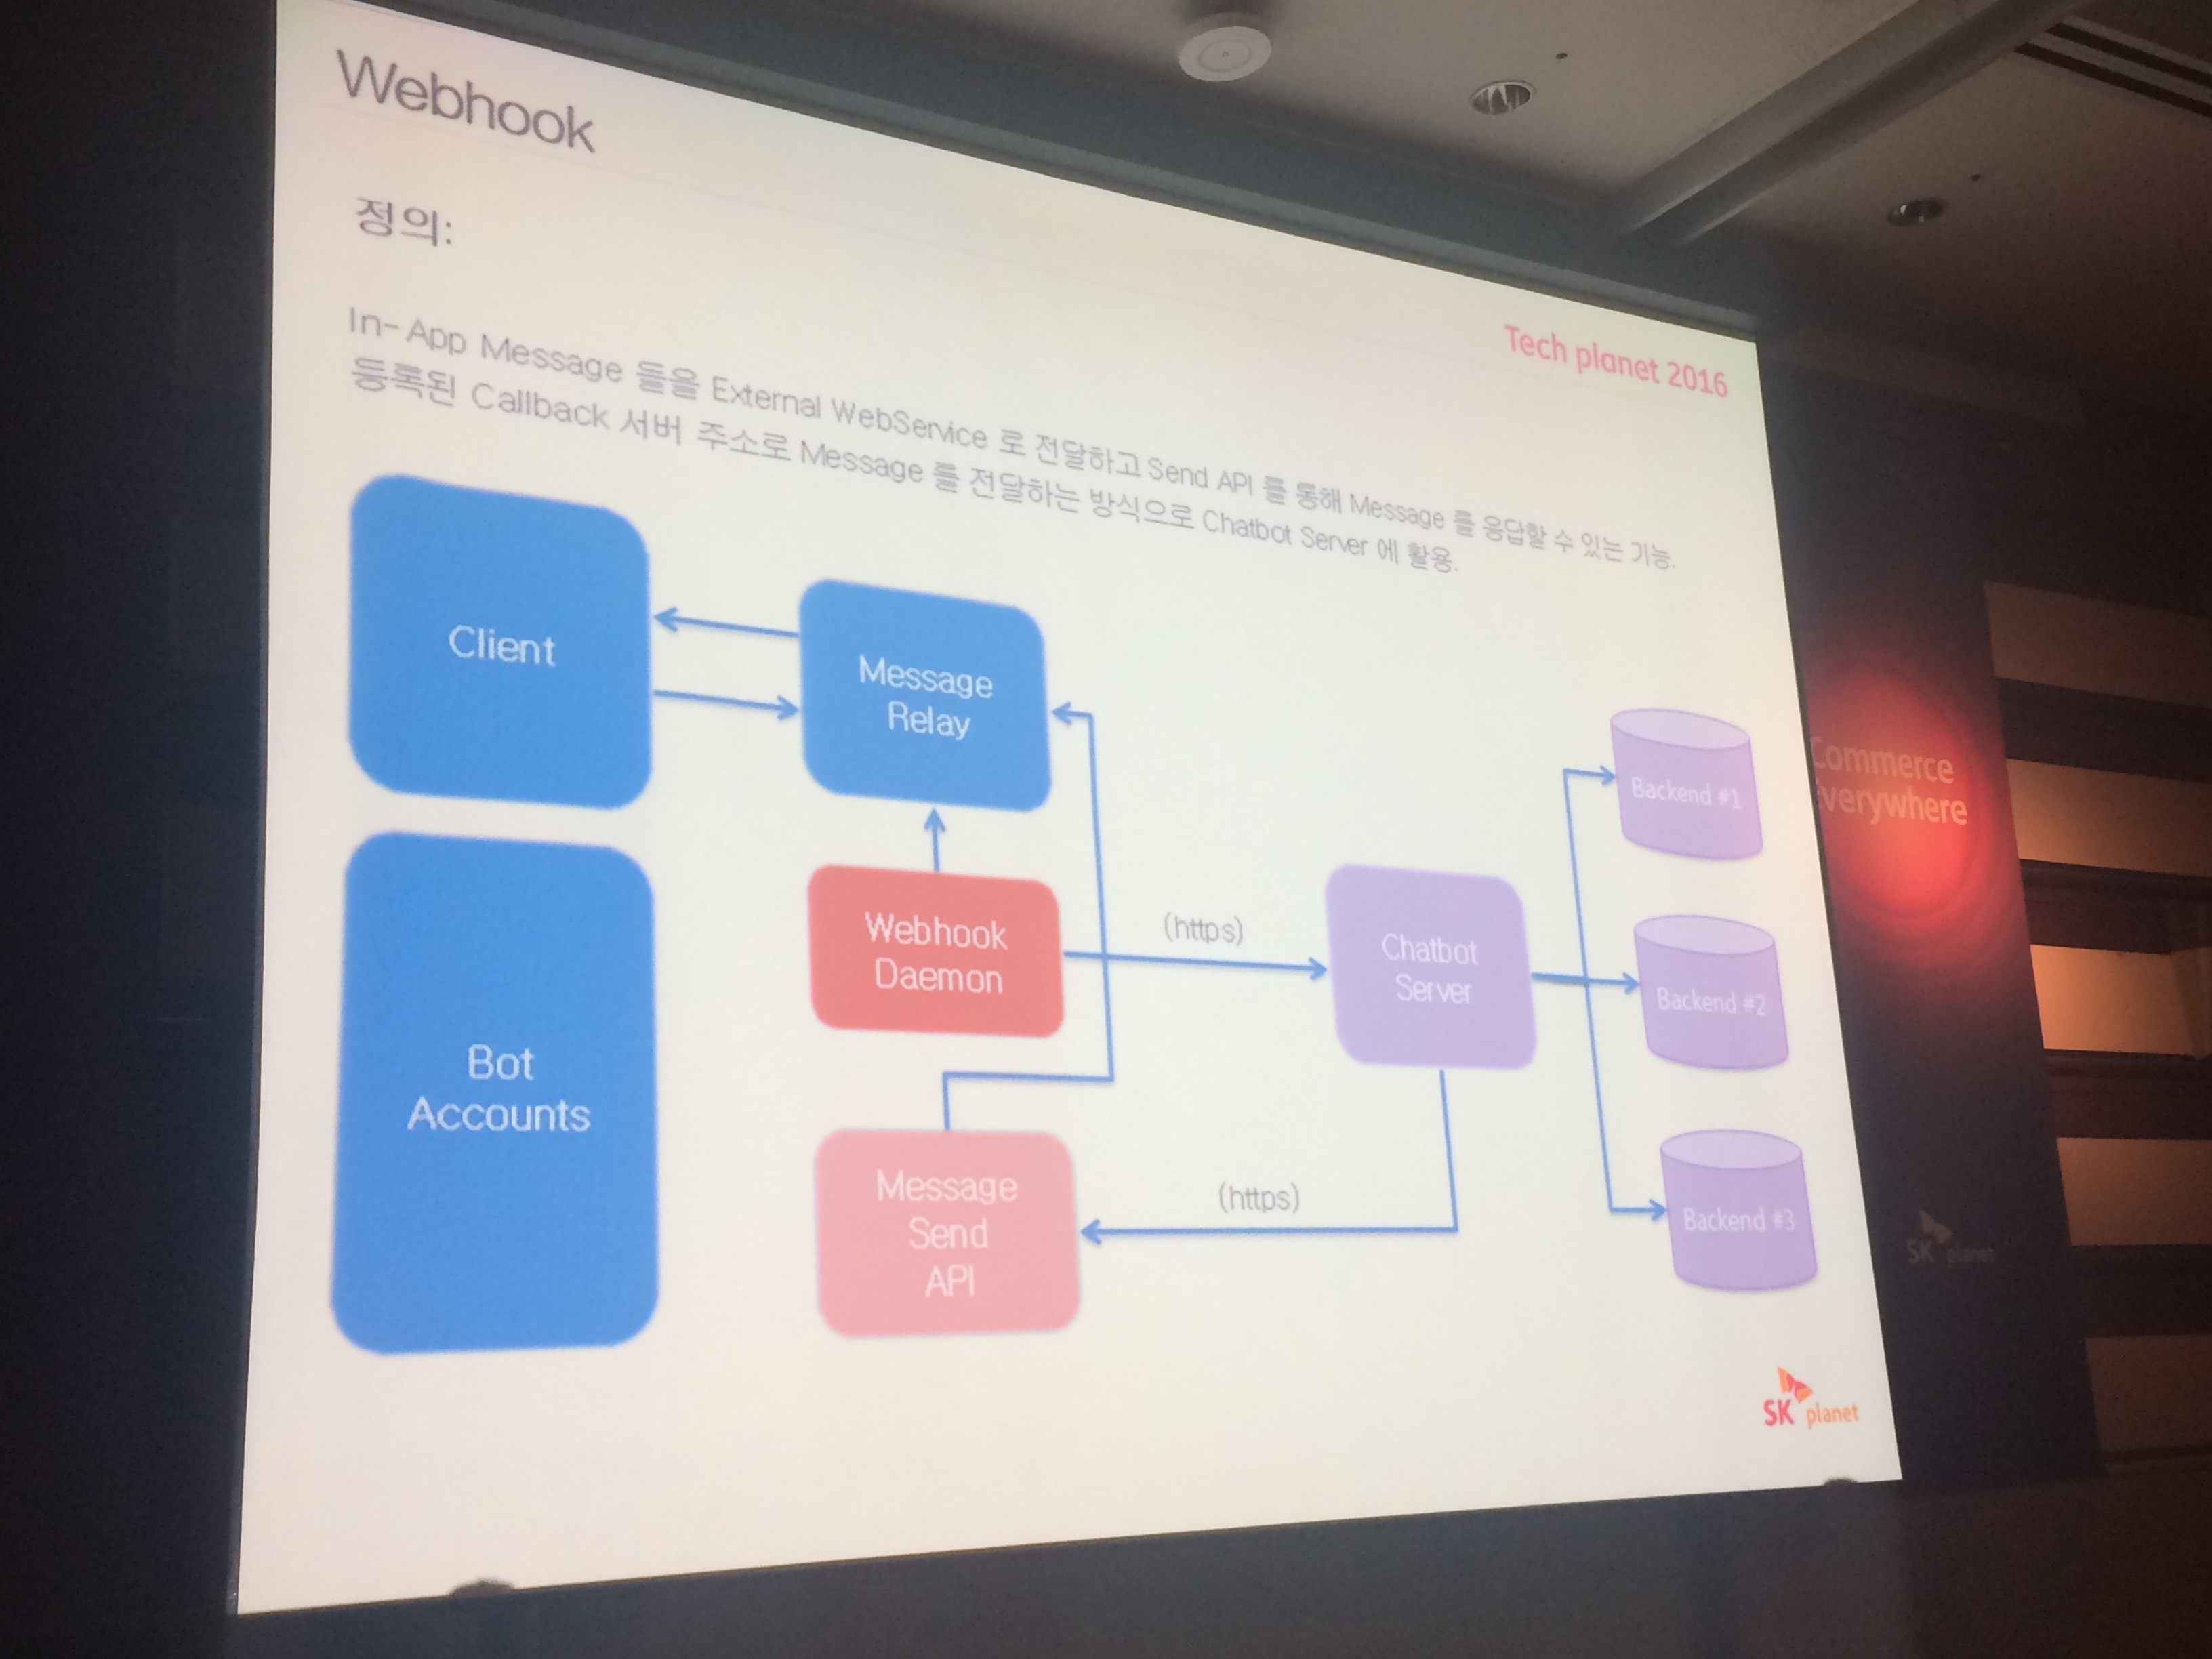 Webhook
정의:
Tech planet 2016
In-App Message 들을 External WebService 로 전달하고 Send API 를 통해 Message 를 응답할 수 있는 기능.
등록된 Callback 서버 주소로 Message 를 전달하는 방식으로 Chatbot Server 에 활용.
Client
Message
Relay
Backend #1
Commerce
everywhere
Webhook
Daemon
(https)
Chatbot
Server
Backend #2
Bot
Accounts
Message
Send
API
(https)
Backend #3
SK planet
SK planet